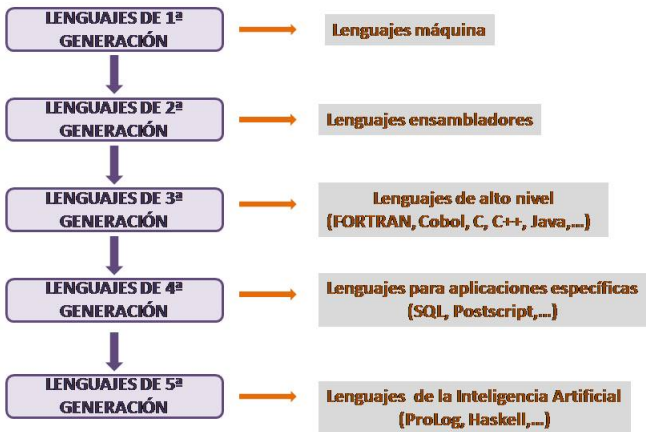 LENGUAJES DE 1ª
GENERACIÓN
Lenguajes máquina
LENGUAJES DE 2ª
GENERACIÓN
Lenguajes ensambladores
LENGUAJES DE 3ª
GENERACIÓN
Lenguajes de alto nivel
(FORTRAN, Cobol, C, C++, Java,...)
LENGUAJES DE 4ª
GENERACIÓN
Lenguajes para aplicaciones específicas
(SQL, Postscript,...)
LENGUAJES DE 5ª
GENERACIÓN
Lenguajes de la Inteligencia Artificial
(ProLog, Haskell,...)